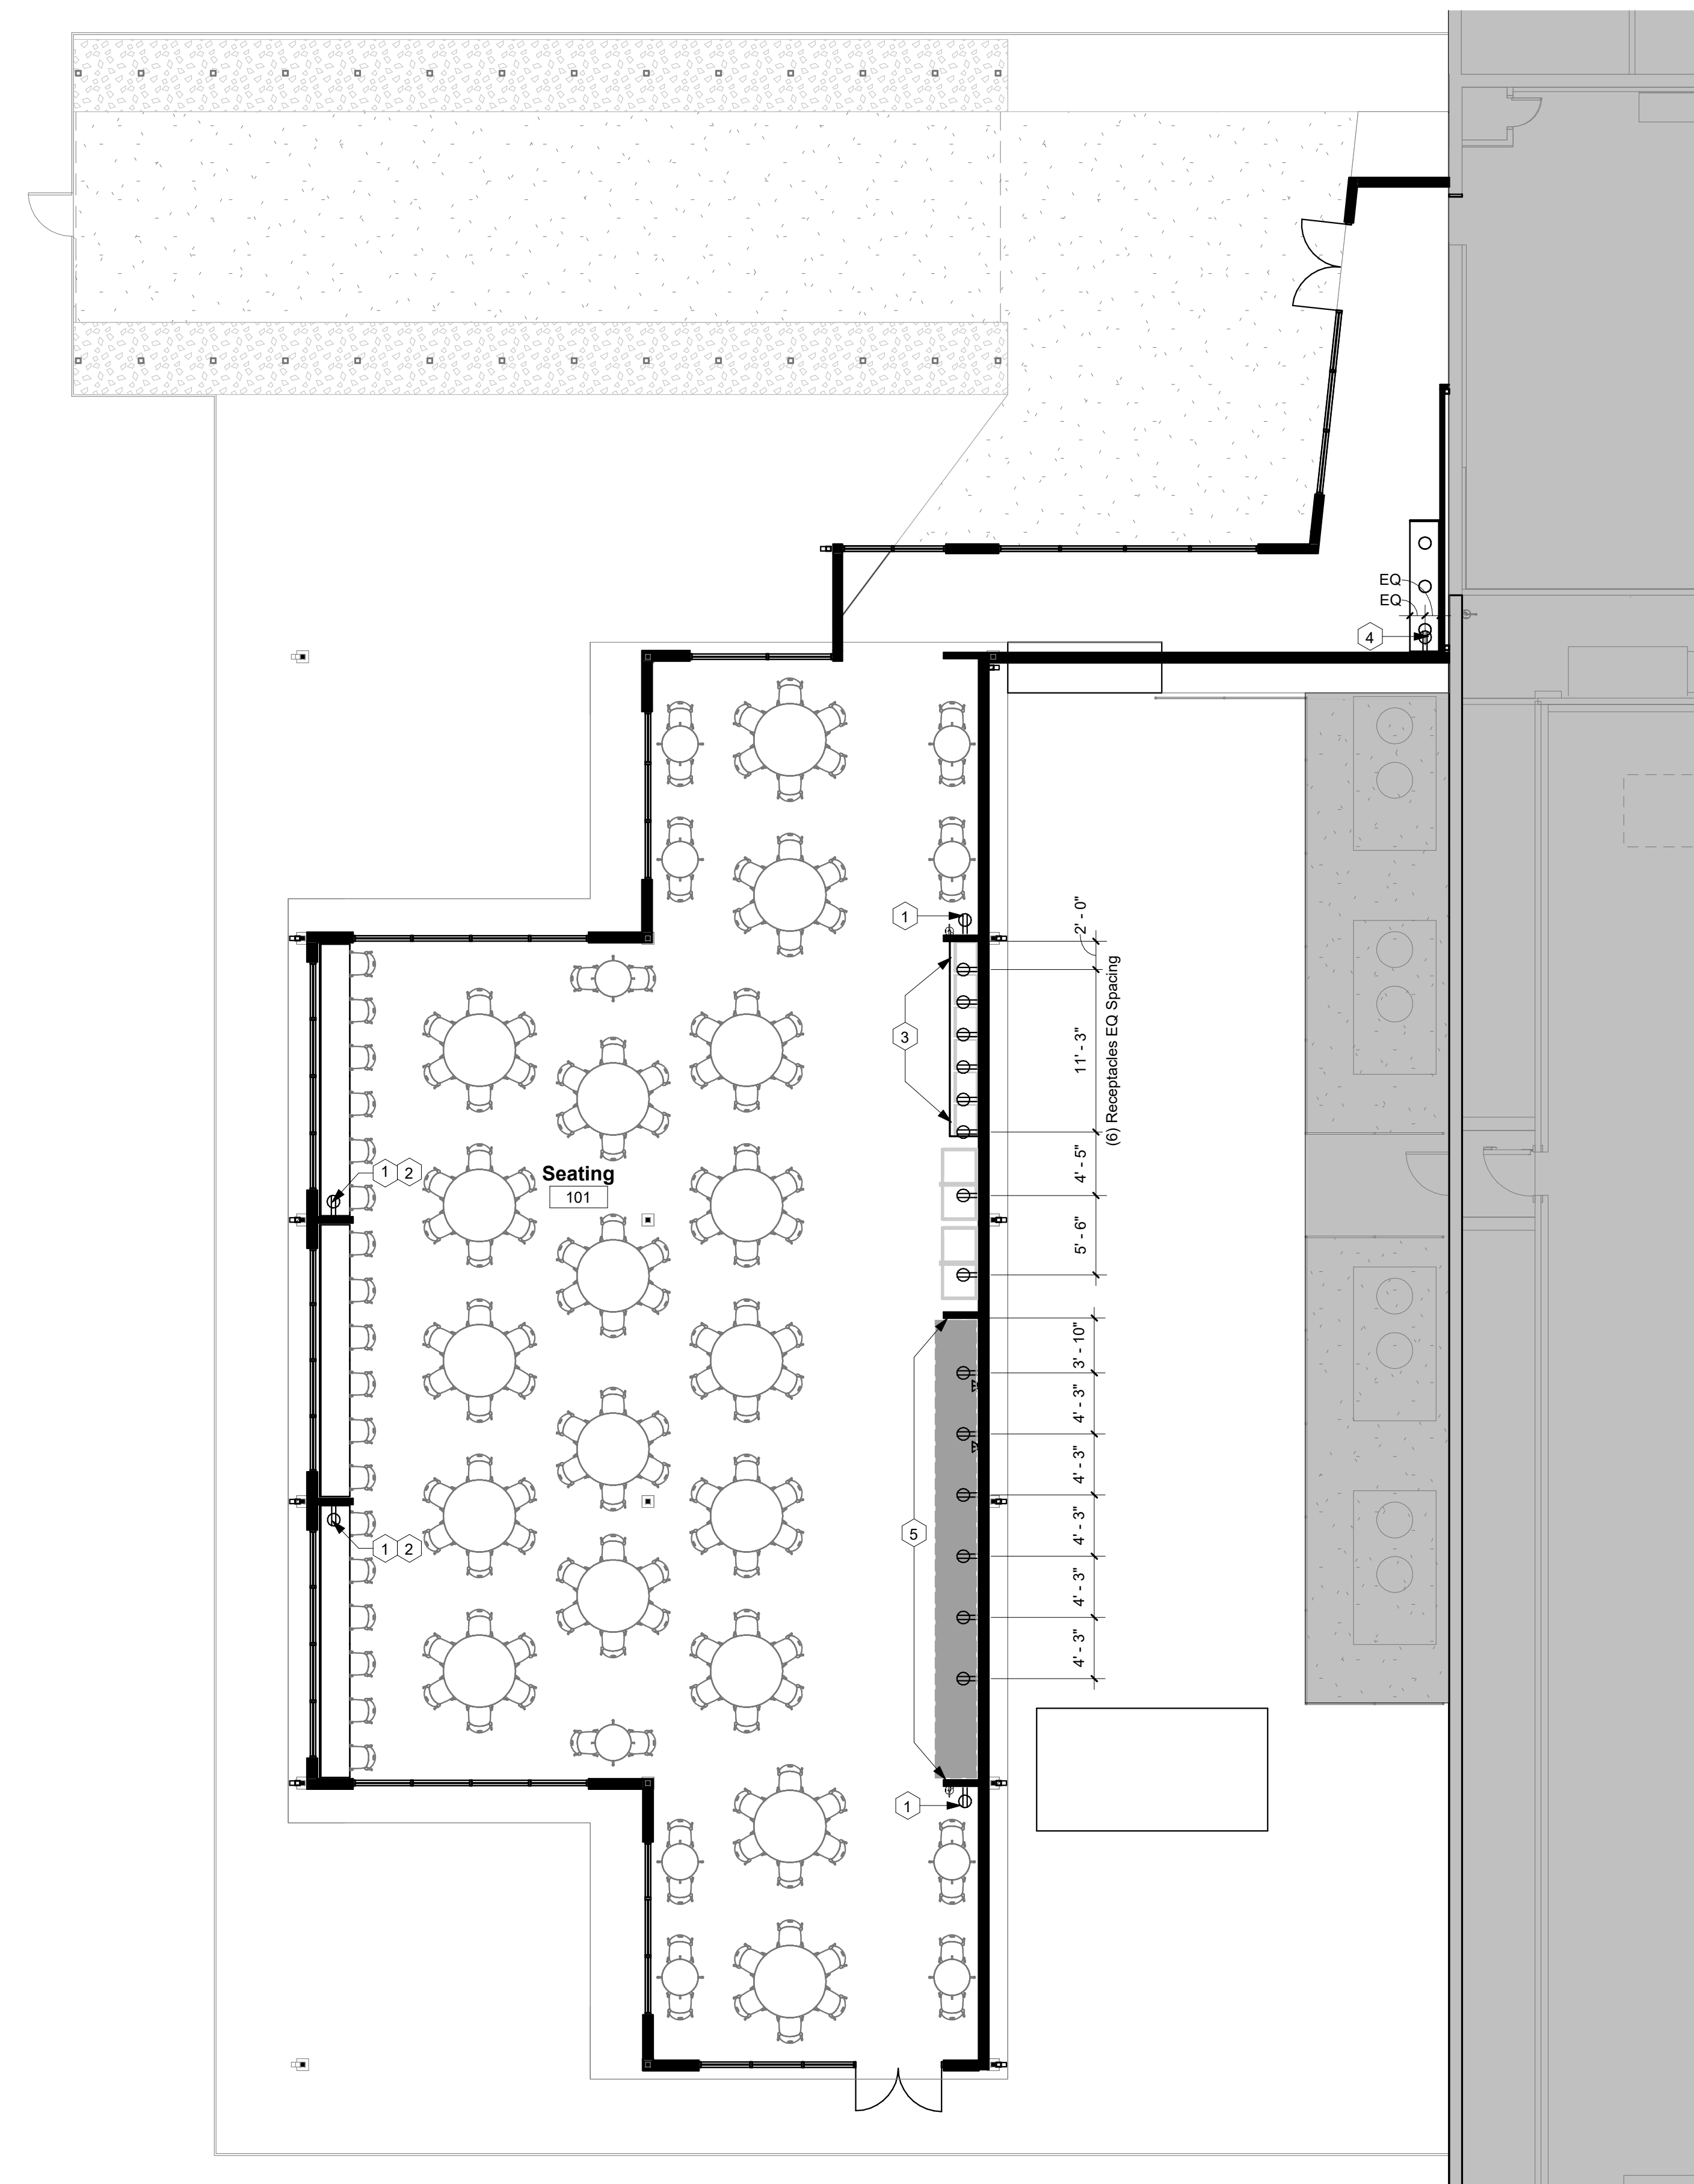 EQ
EQ
4
1
2' - 0"
11' - 3"
(6) Receptacles EQ Spacing
3
4' - 5"
Seating
101
1 2
5' - 6"
3' - 10"
4' - 3"
4' - 3"
4' - 3"
4' - 3"
4' - 3"
5
1 2
1